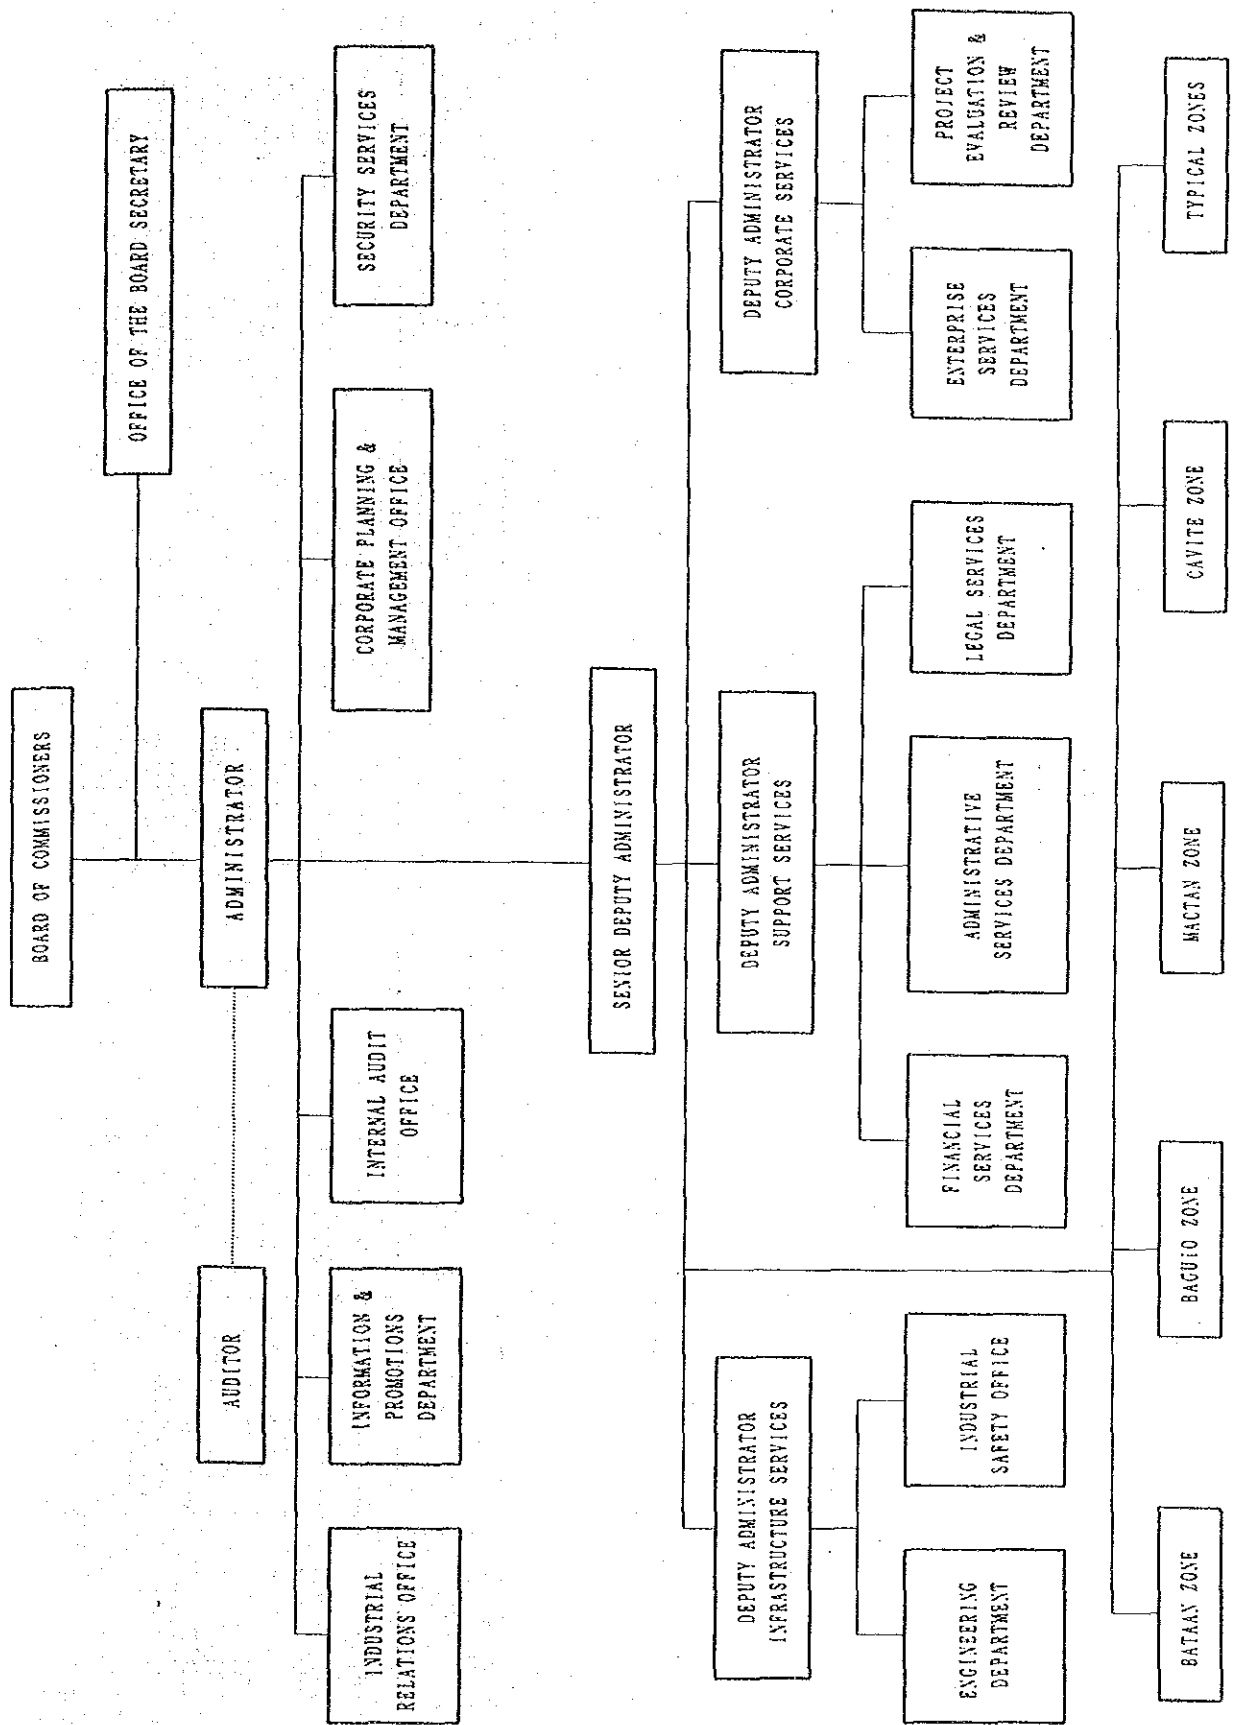 BOARD OF COMMISSIONERS
OFFICE OF THE BOARD SECRETARY
AUDITOR
ADMINISTRATOR
INDUSTRIAL
RELATIONS OFFICE
INFORMATION &
PROMOTIONS
DEPARTMENT
INTERNAL AUDIT
OFFICE
CORPORATE PLANNING &
MANAGEMENT OFFICE
SECURITY SERVICES
DEPARTMENT
SENIOR DEPUTY ADMINISTRATOR
DEPUTY ADMINISTRATOR
INFRASTRUCTURE SERVICES
DEPUTY ADMINISTRATOR
SUPPORT SERVICES
DEPUTY ADMINISTRATOR
CORPORATE SERVICES
ENGINEERING
DEPARTMENT
INDUSTRIAL
SAFETY OFFICE
FINANCIAL
SERVICES
DEPARTMENT
ADMINISTRATIVE
SERVICES DEPARTMENT
LEGAL SERVICES
DEPARTMENT
ENTERPRISE
SERVICES
DEPARTMENT
PROJECT
EVALUATION &
REVIEW
DEPARTMENT
BATAAN ZONE
BAGUIO ZONE
MACTAN ZONE
CAVITE ZONE
TYPICAL ZONES